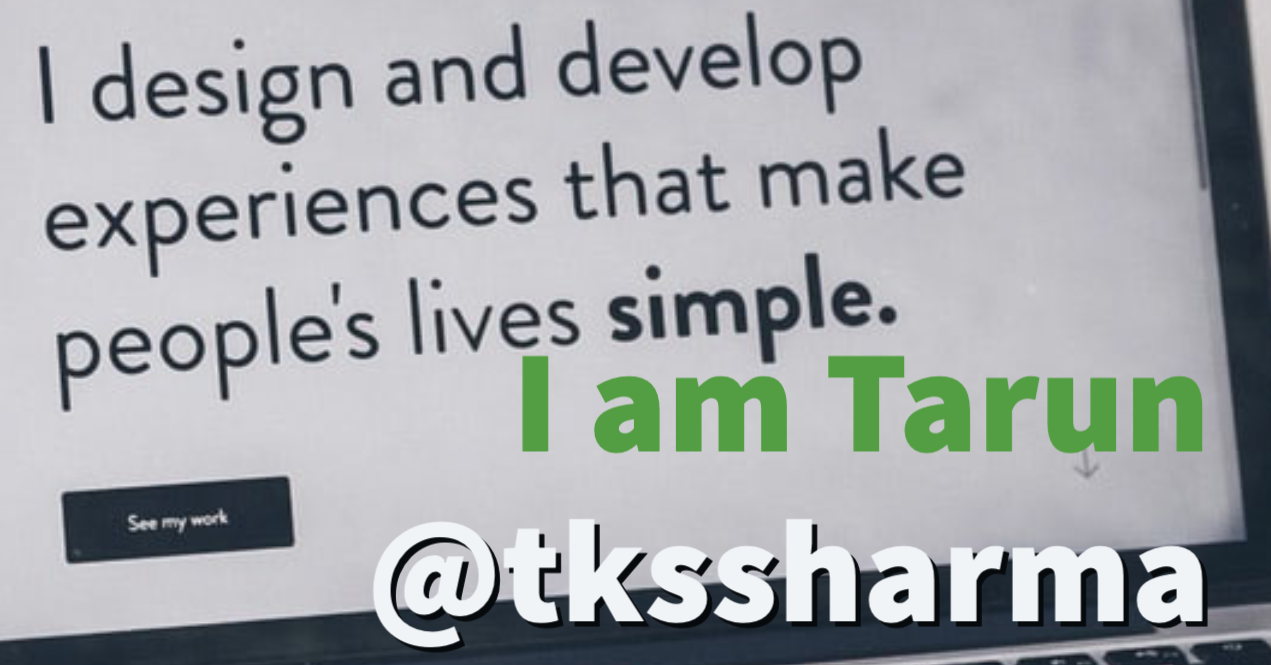 I design and develop
experiences that make
people's lives simple.
I am Tarun
See my work
@tkssharma